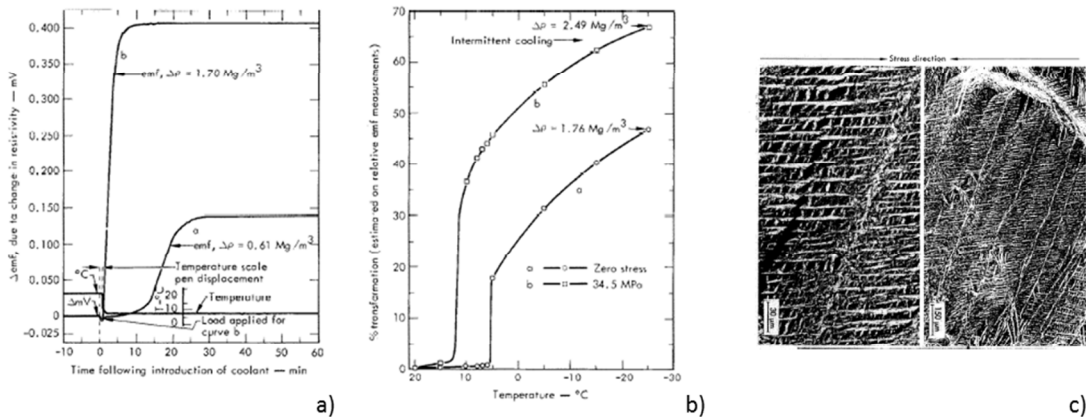 0.400
0.350
0.300
0.250
0.200
0.150
0.100
0.050
0
-0.025
Δemf, due to change in resistivity — mV
b
emf, Δρ = 1.70 Mg/m³
a
emf, Δρ = 0.61 Mg/m³
Temperature scale
pen displacement
°C
ΔmV
T-°C
20
10
0
Temperature
Load applied for
curve b
-10 0 10 20 30 40 50 60
Time following introduction of coolant — min
a)
70
60
50
40
30
20
10
0
% transformation (estimated on relative emf measurements)
Δρ = 2.49 Mg/m³
Intermittent cooling
b
Δρ = 1.76 Mg/m³
a
a Zero stress
b 34.5 MPa
20 10 0 -10 -20 -30
Temperature — °C
b)
Stress direction
30 μm
150 μm
c)